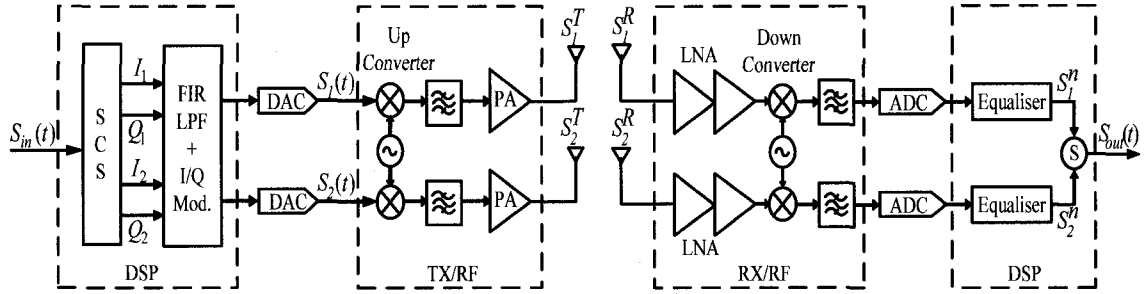 S_in(t)
S
C
S
I_1
Q_1
I_2
Q_2
FIR
LPF
+
I/Q
Mod.
DSP
DAC
DAC
S_1(t)
S_2(t)
Up
Converter
PA
PA
TX/RF
S_1^T
S_2^T
S_1^R
S_2^R
LNA
LNA
Down
Converter
RX/RF
ADC
ADC
Equaliser
Equaliser
S_1^n
S_2^n
S
S_out(t)
DSP